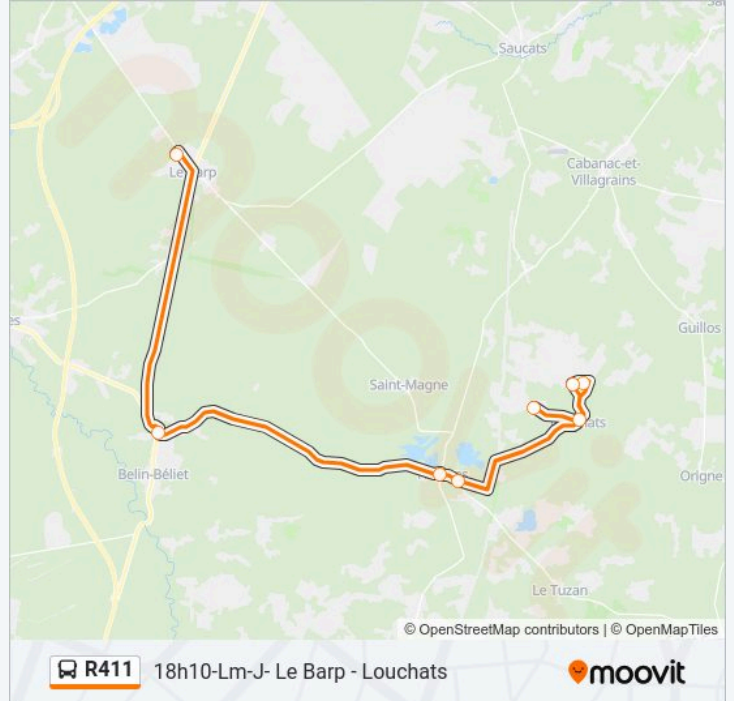 Saucats
Cabanac-et-
Villagrains
Guillos
Saint-Magne
Belin-Béliet
Origne
Le Tuzan
© OpenStreetMap contributors | © OpenMapTiles
R411
18h10-Lm-J- Le Barp - Louchats
moovit